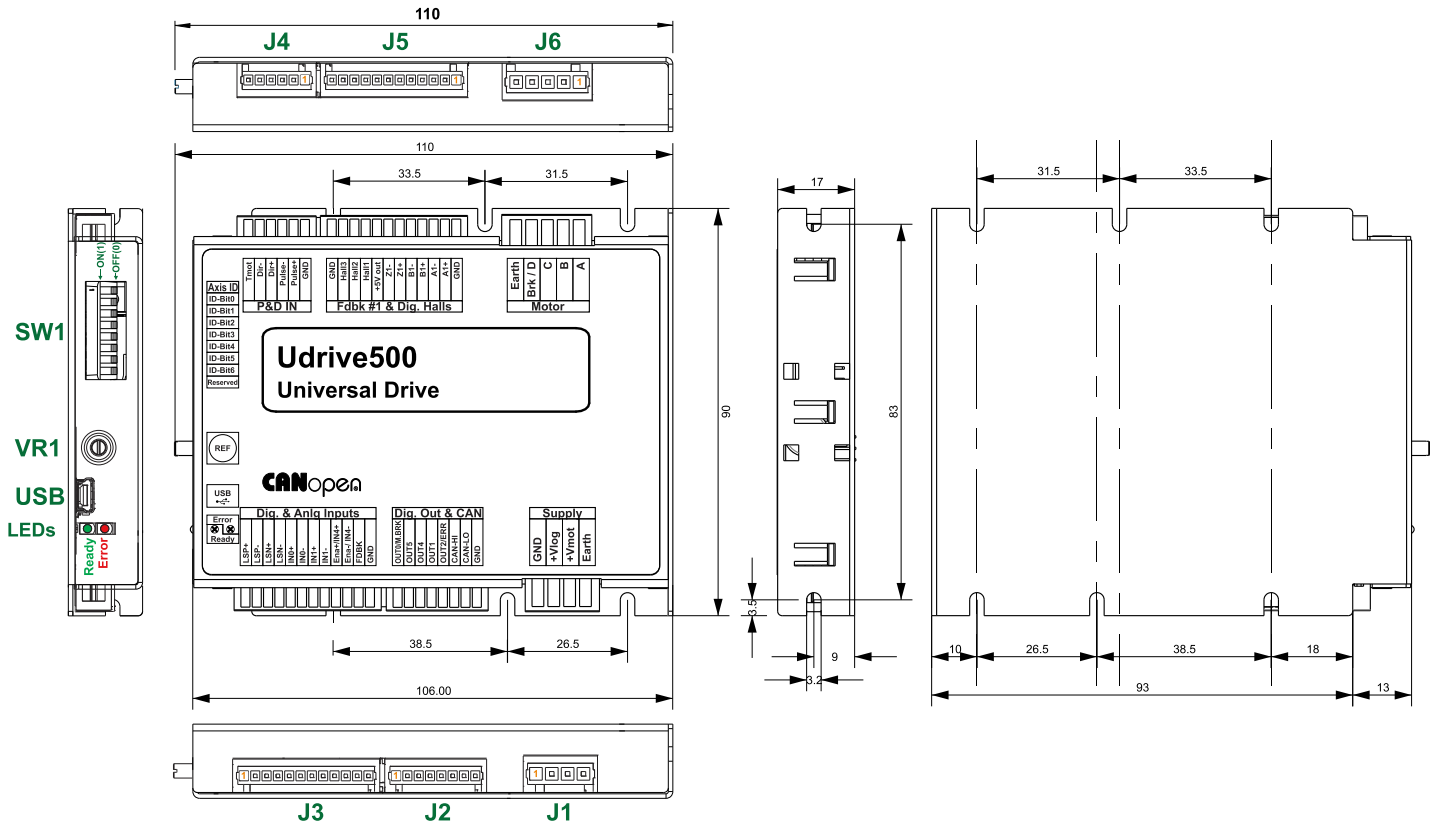 110
J4 J5 J6
1 1 1
110
33.5 31.5
17
31.5 33.5
ON(1)
OFF(0)
SW1
VR1
USB
LEDs
Ready
Error
Axis ID
ID-Bit0
ID-Bit1
ID-Bit2
ID-Bit3
ID-Bit4
ID-Bit5
ID-Bit6
Reserved
Tmot
Dir-
Dir+
Pulse-
Pulse+
GND
P&D IN
GND
Hall3
Hall2
Hall1
+5V out
Z1-
Z1+
B1-
B1+
A1-
A1+
GND
Fdbk #1 & Dig. Halls
Earth
Brk / D
C
B
A
Motor
Udrive500
Universal Drive
REF
CANopen
USB
Error
Ready
Dig. & Anlg Inputs
LSP+
LSP-
LSN+
LSN-
IN0+
IN0-
IN1+
IN1-
Ena+/IN4+
Ena-/ IN4-
FDBK
GND
Dig. Out & CAN
OUT0/M.BRK
OUT5
OUT4
OUT1
OUT2/ERR
CAN-HI
CAN-LO
GND
Supply
GND
+Vlog
+Vmot
Earth
90
83
3.5
9
3.2
38.5 26.5
106.00
10 26.5 38.5 18
93 13
1 1 1
J3 J2 J1